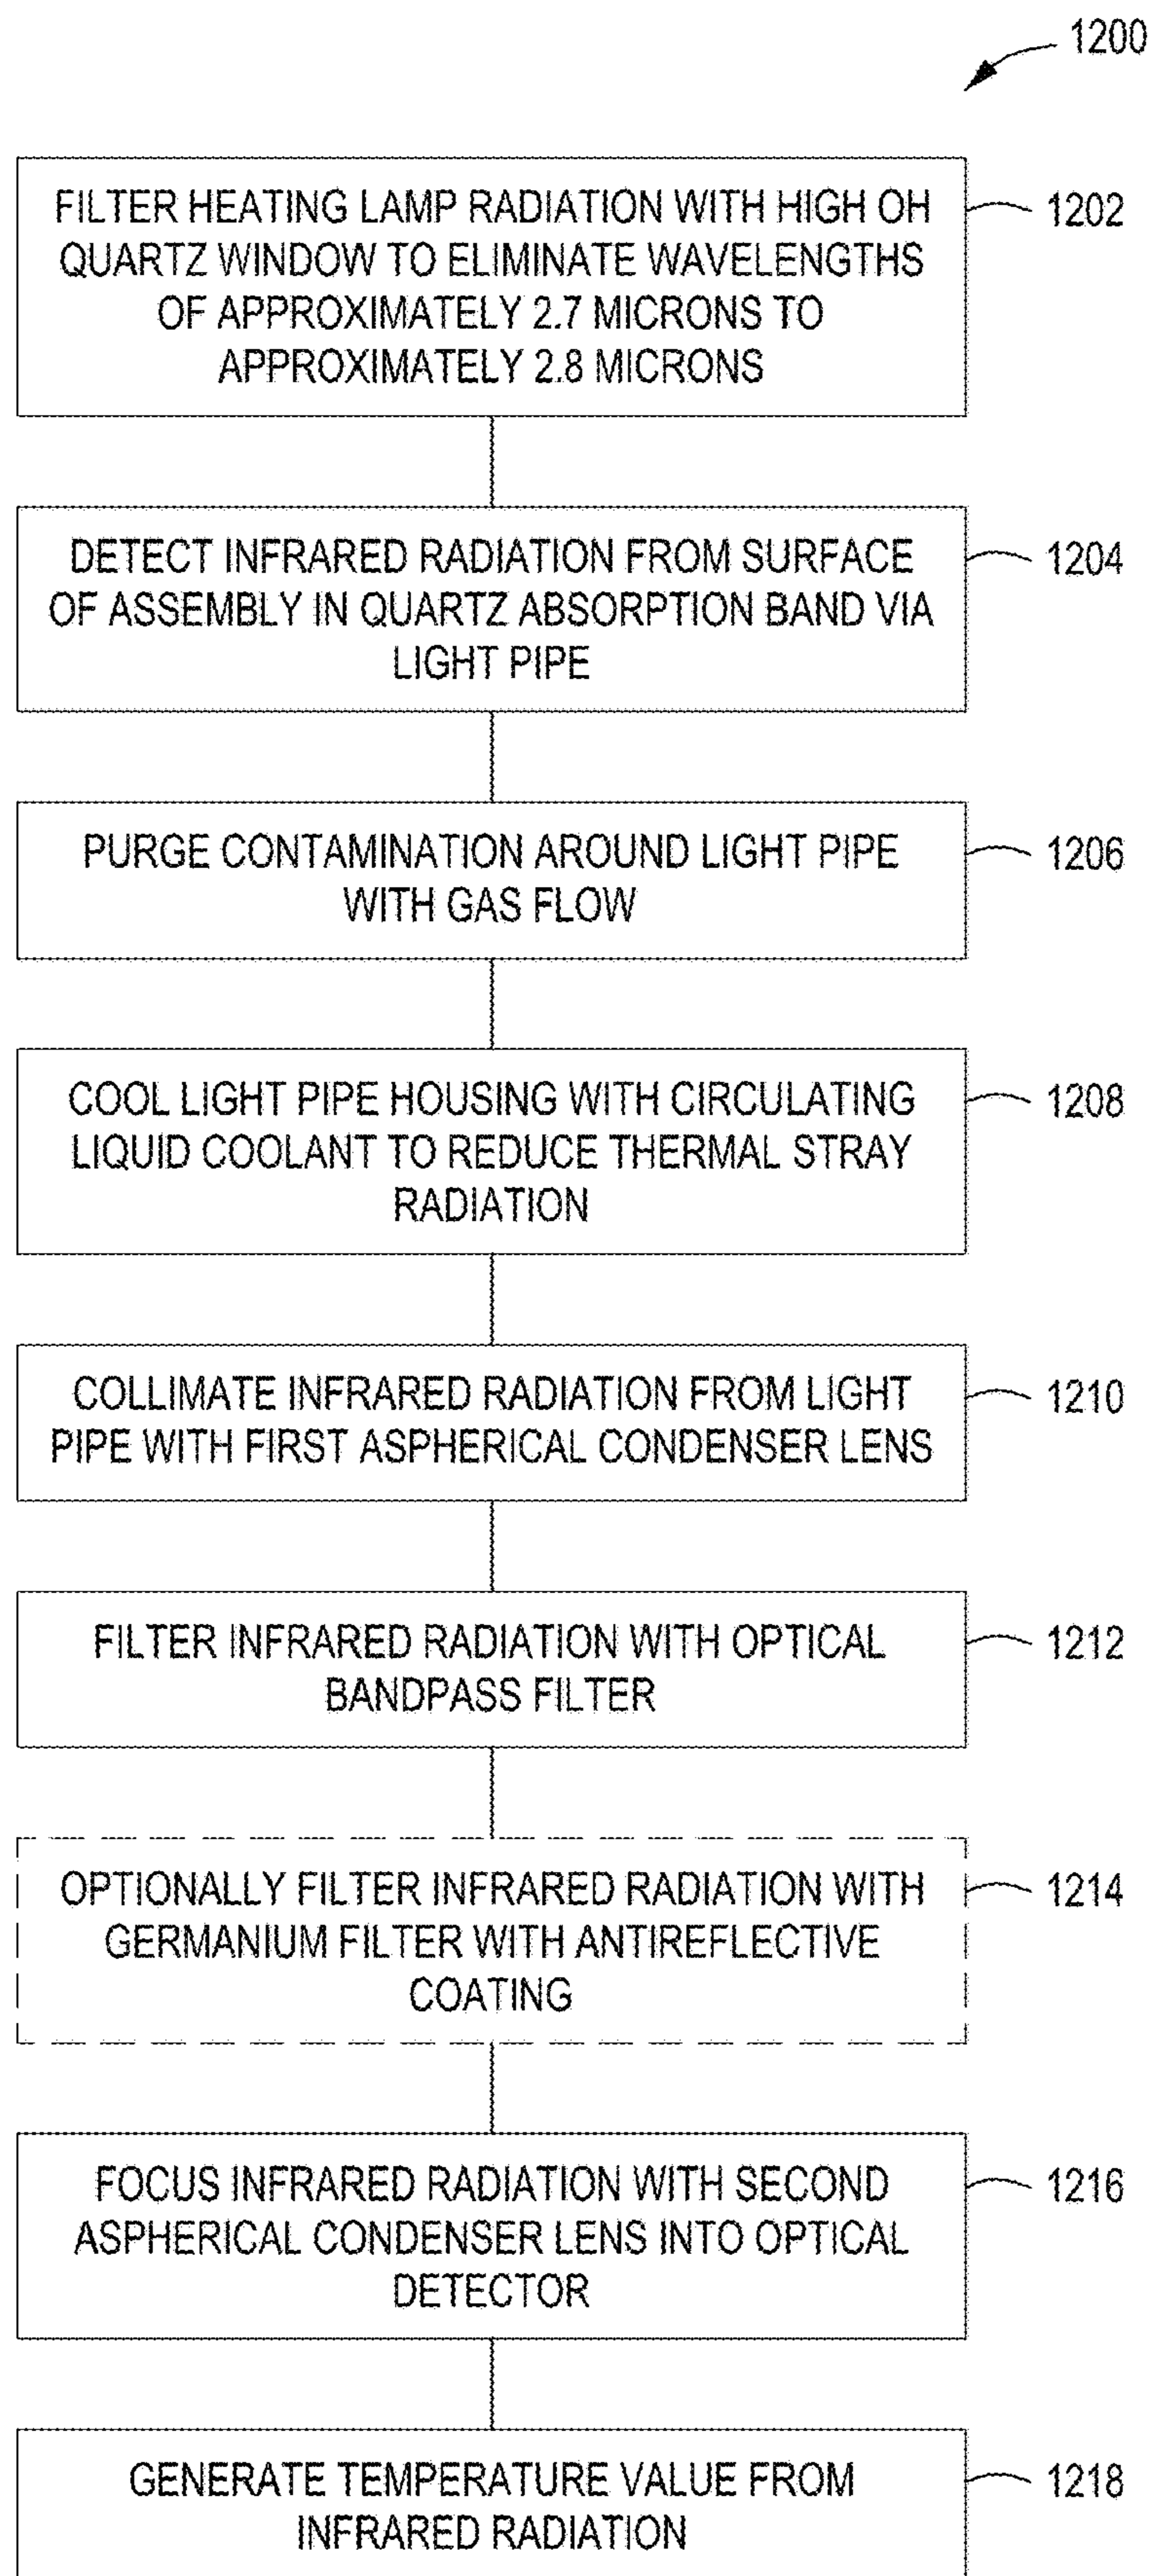 1200
FILTER HEATING LAMP RADIATION WITH HIGH OH
QUARTZ WINDOW TO ELIMINATE WAVELENGTHS
OF APPROXIMATELY 2.7 MICRONS TO
APPROXIMATELY 2.8 MICRONS
1202
DETECT INFRARED RADIATION FROM SURFACE
OF ASSEMBLY IN QUARTZ ABSORPTION BAND VIA
LIGHT PIPE
1204
PURGE CONTAMINATION AROUND LIGHT PIPE
WITH GAS FLOW
1206
COOL LIGHT PIPE HOUSING WITH CIRCULATING
LIQUID COOLANT TO REDUCE THERMAL STRAY
RADIATION
1208
COLLIMATE INFRARED RADIATION FROM LIGHT
PIPE WITH FIRST ASPHERICAL CONDENSER LENS
1210
FILTER INFRARED RADIATION WITH OPTICAL
BANDPASS FILTER
1212
OPTIONALLY FILTER INFRARED RADIATION WITH
GERMANIUM FILTER WITH ANTIREFLECTIVE
COATING
1214
FOCUS INFRARED RADIATION WITH SECOND
ASPHERICAL CONDENSER LENS INTO OPTICAL
DETECTOR
1216
GENERATE TEMPERATURE VALUE FROM
INFRARED RADIATION
1218